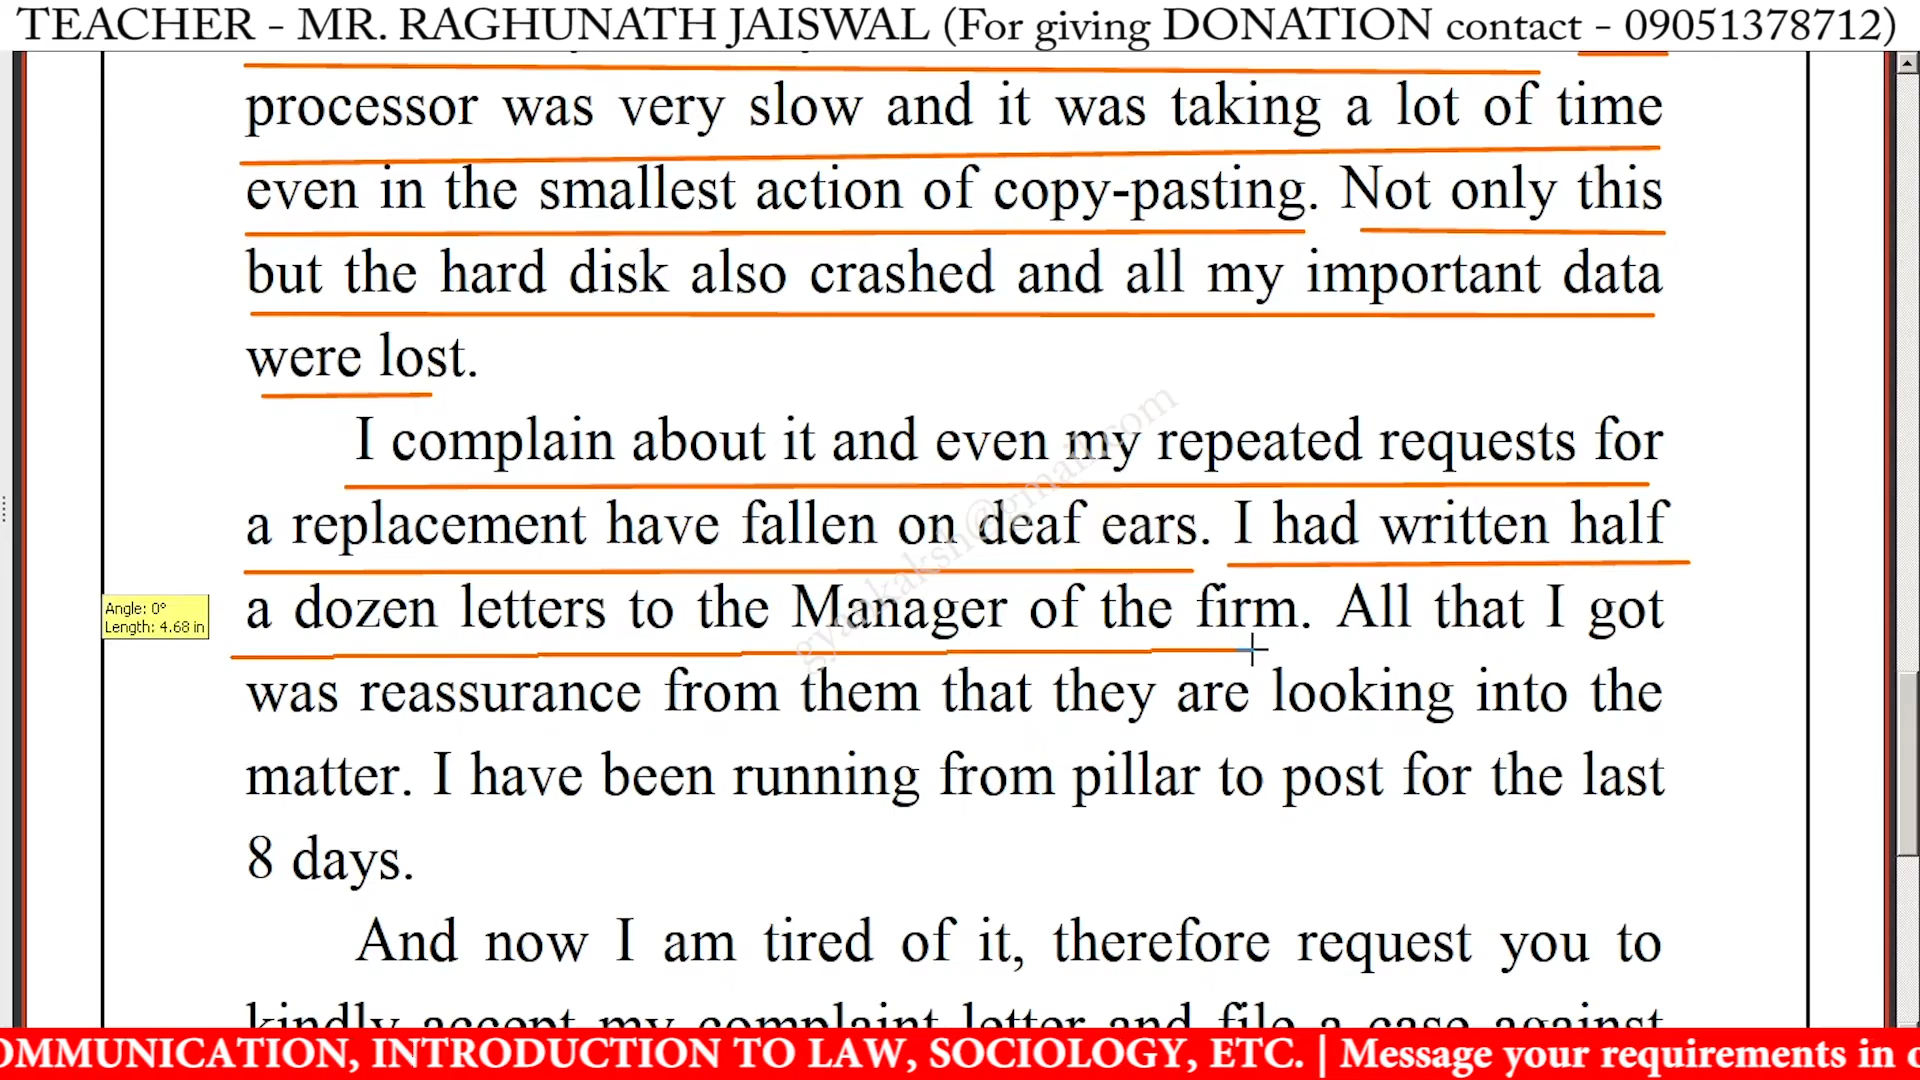 TEACHER - MR. RAGHUNATH JAISWAL (For giving DONATION contact - 09051378712)
processor was very slow and it was taking a lot of time
even in the smallest action of copy-pasting. Not only this
but the hard disk also crashed and all my important data
were lost.
I complain about it and even my repeated requests for
a replacement have fallen on deaf ears. I had written half
a dozen letters to the Manager of the firm. All that I got
Angle: 0°
Length: 4.68 in
was reassurance from them that they are looking into the
matter. I have been running from pillar to post for the last
8 days.
And now I am tired of it, therefore request you to
kindly accept my complaint letter and file a case against
OMMUNICATION, INTRODUCTION TO LAW, SOCIOLOGY, ETC. | Message your requirements in